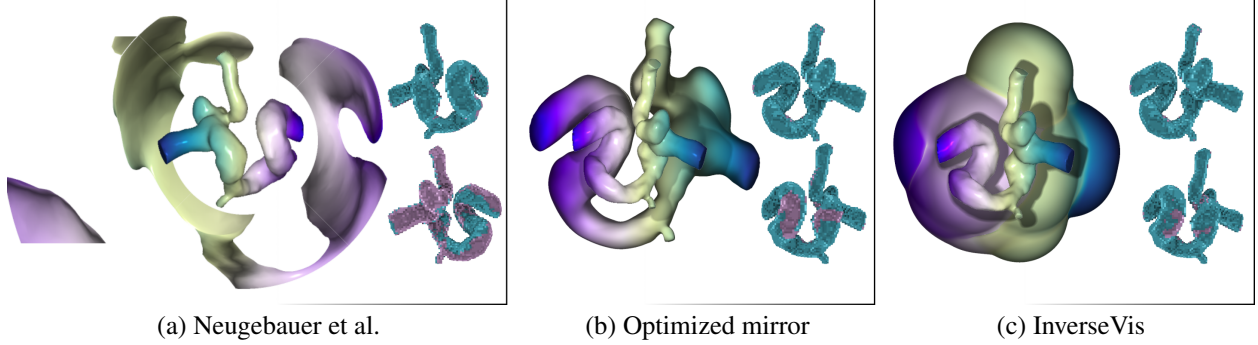 (a) Neugebauer et al.
(b) Optimized mirror
(c) InverseVis